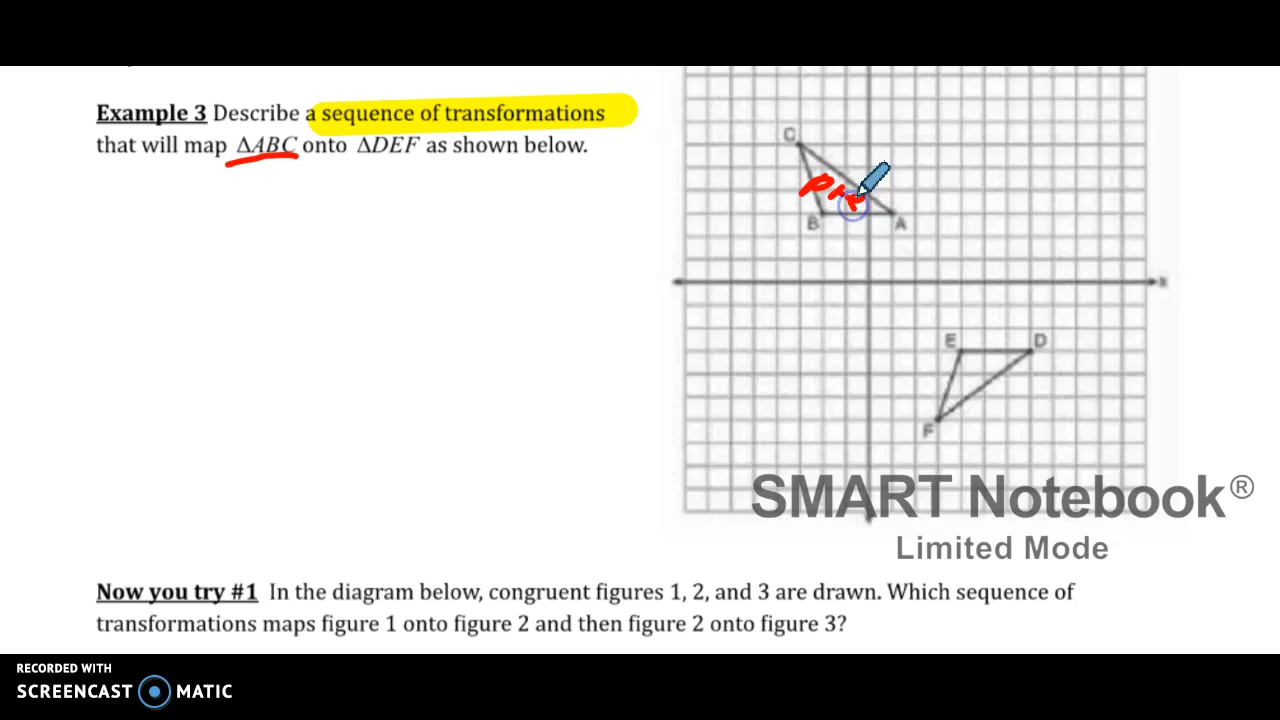 Example 3 Describe a sequence of transformations
that will map ΔABC onto ΔDEF as shown below.
C
pre
B
A
x
E
D
F
SMART Notebook®
Limited Mode
Now you try #1 In the diagram below, congruent figures 1, 2, and 3 are drawn. Which sequence of
transformations maps figure 1 onto figure 2 and then figure 2 onto figure 3?
RECORDED WITH
SCREENCAST MATIC